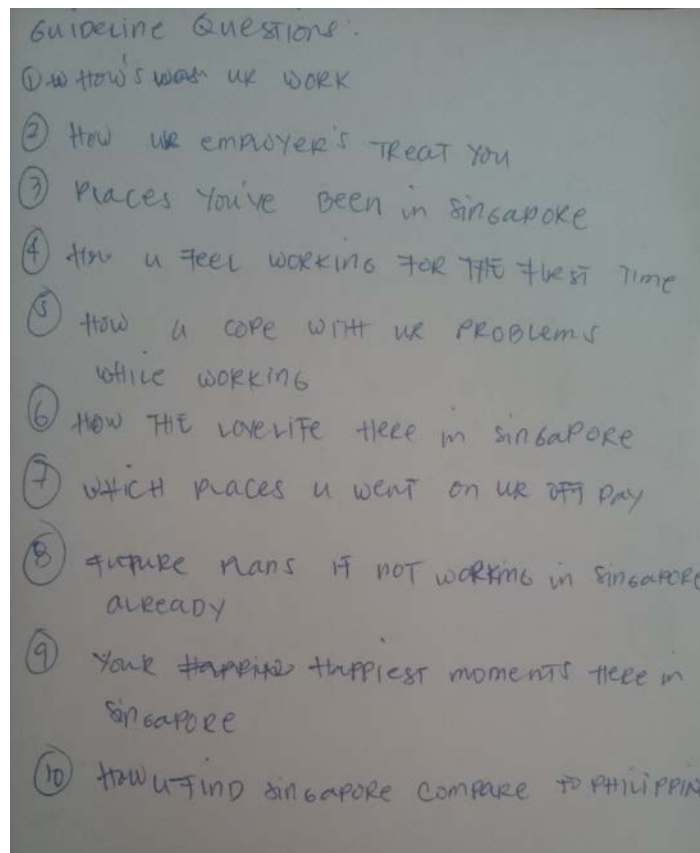 GUIDELINE QUESTIONS:
① HOW'S UR WORK
② HOW UR EMPLOYER'S TREAT YOU
③ PLACES YOU'VE BEEN in SINGAPORE
④ HOW U FEEL WORKING FOR THE TIME
⑤ HOW U COPE WITH UR PROBLEMS
WHILE WORKING
⑥ HOW THE LOVELIFE HERE in SINGAPORE
⑦ WHICH PLACES U WENT ON UR OFF DAY
⑧ FUTURE PLANS IF NOT WORKING in SINGAPORE
ALREADY
⑨ YOUR HAPPIEST MOMENTS HERE in
SINGAPORE
⑩ HOW U FIND SINGAPORE COMPARE TO PHILIPPIN